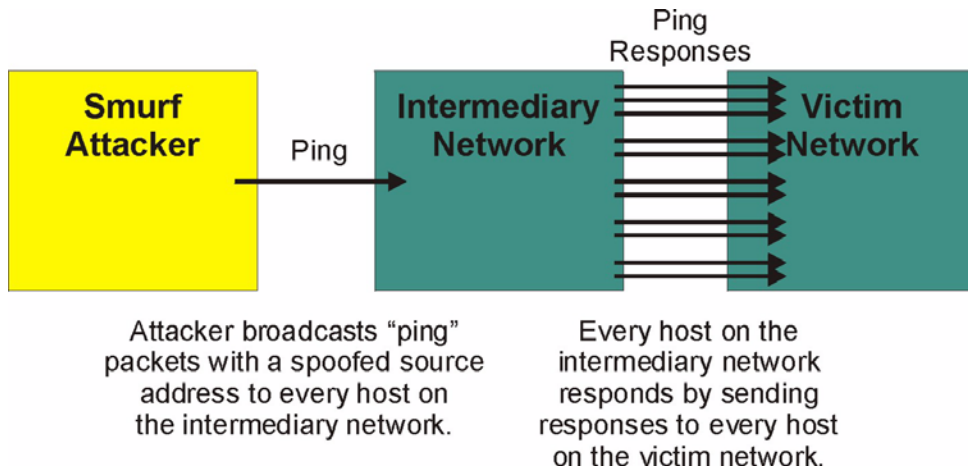 Ping
Responses
Smurf
Attacker
Ping
Intermediary
Network
Victim
Network
Attacker broadcasts “ping”
packets with a spoofed source
address to every host on
the intermediary network.
Every host on the
intermediary network
responds by sending
responses to every host
on the victim network.